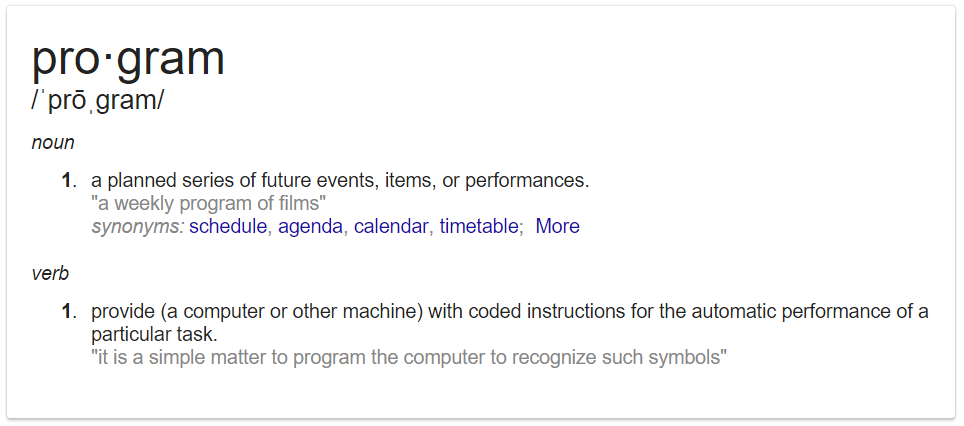 pro·gram
/ˈprōˌgram/
noun
1. a planned series of future events, items, or performances.
"a weekly program of films"
synonyms: schedule, agenda, calendar, timetable; More
verb
1. provide (a computer or other machine) with coded instructions for the automatic performance of a
particular task.
"it is a simple matter to program the computer to recognize such symbols"